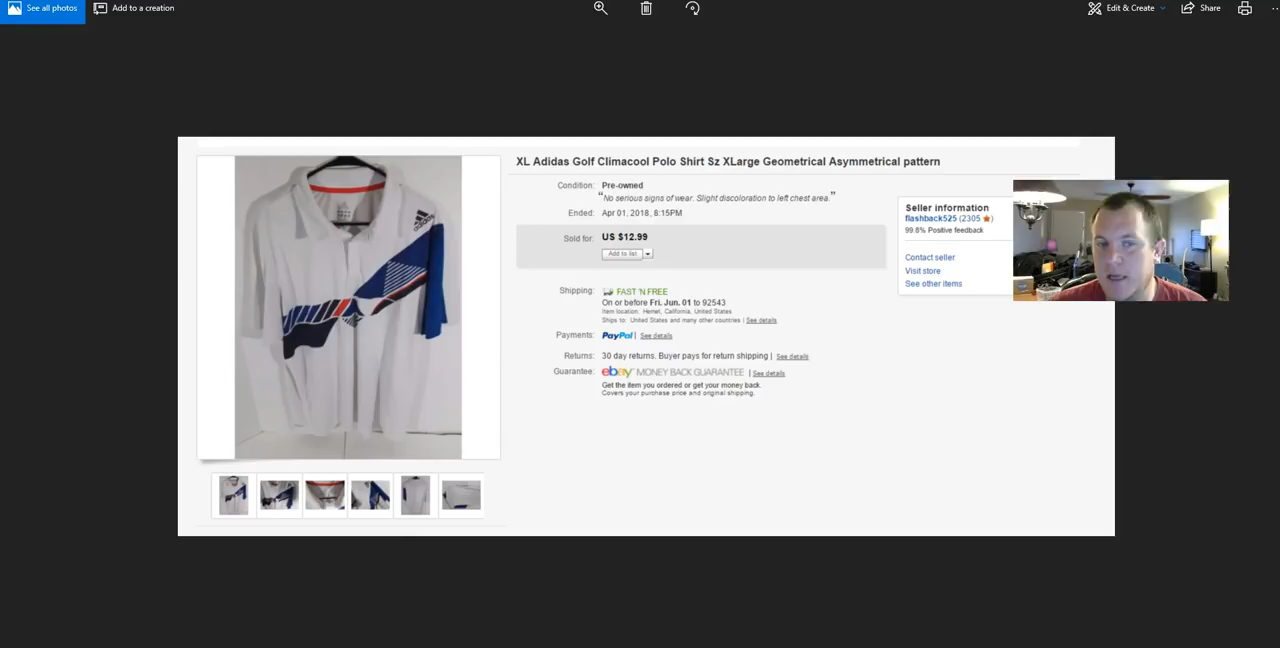 See all photos
Add to a creation
Edit & Create
Share
XL Adidas Golf Climacool Polo Shirt Sz XLarge Geometrical Asymmetrical pattern
Condition: Pre-owned
“No serious signs of wear. Slight discoloration to left chest area.”
Ended: Apr 01, 2018, 8:15PM
Sold for: US $12.99
Add to list
Shipping: FAST 'N FREE
On or before Fri. Jun. 01 to 92543
Item location: Hemet, California, United States
Ships to: United States and many other countries | See details
Payments: PayPal | See details
Returns: 30 day returns. Buyer pays for return shipping | See details
Guarantee: ebay MONEY BACK GUARANTEE | See details
Get the item you ordered or get your money back.
Covers your purchase price and original shipping.
Seller information
flashback525 (2305 ★)
99.8% Positive feedback
Contact seller
Visit store
See other items
adidas